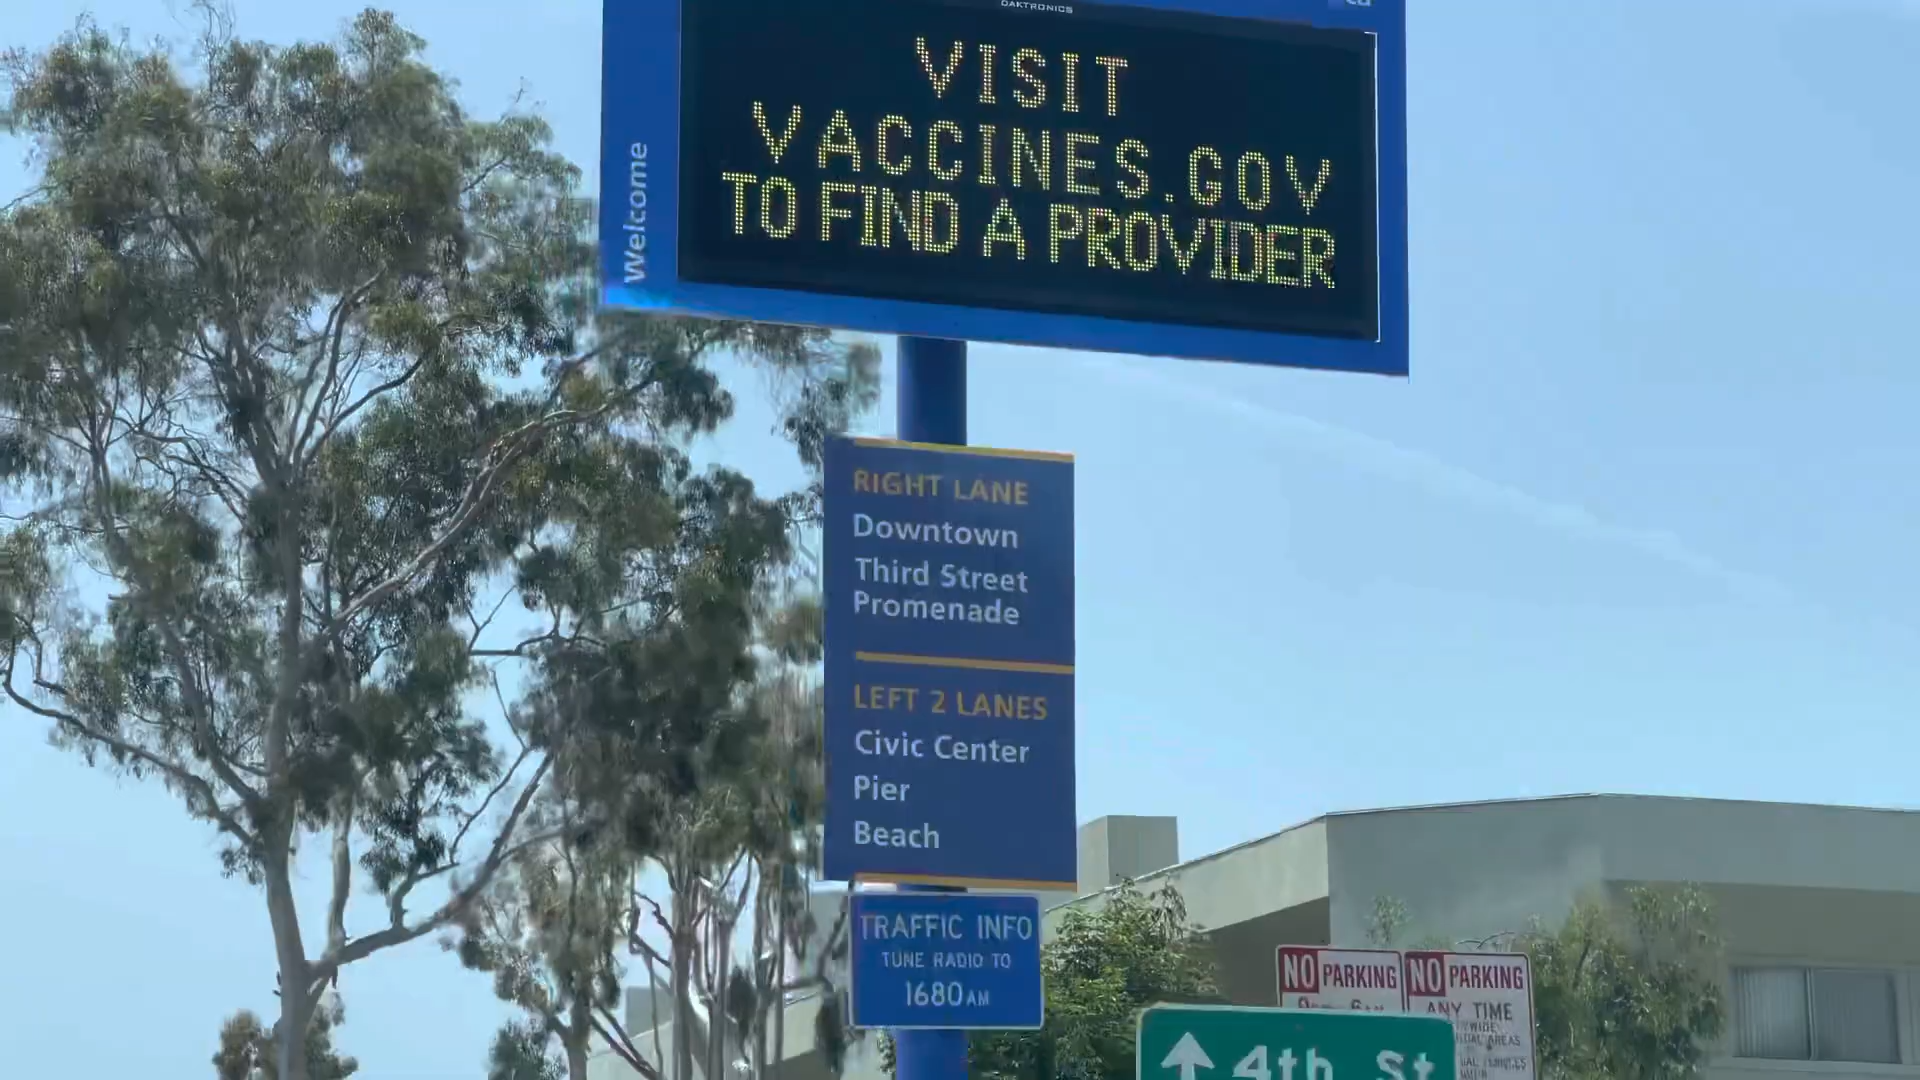 DAKTRONICS
Welcome
VISIT
VACCINES.GOV
TO FIND A PROVIDER
RIGHT LANE
Downtown
Third Street
Promenade
LEFT 2 LANES
Civic Center
Pier
Beach
TRAFFIC INFO
TUNE RADIO TO
1680 AM
NO PARKING
NO PARKING
ANY TIME
4th St